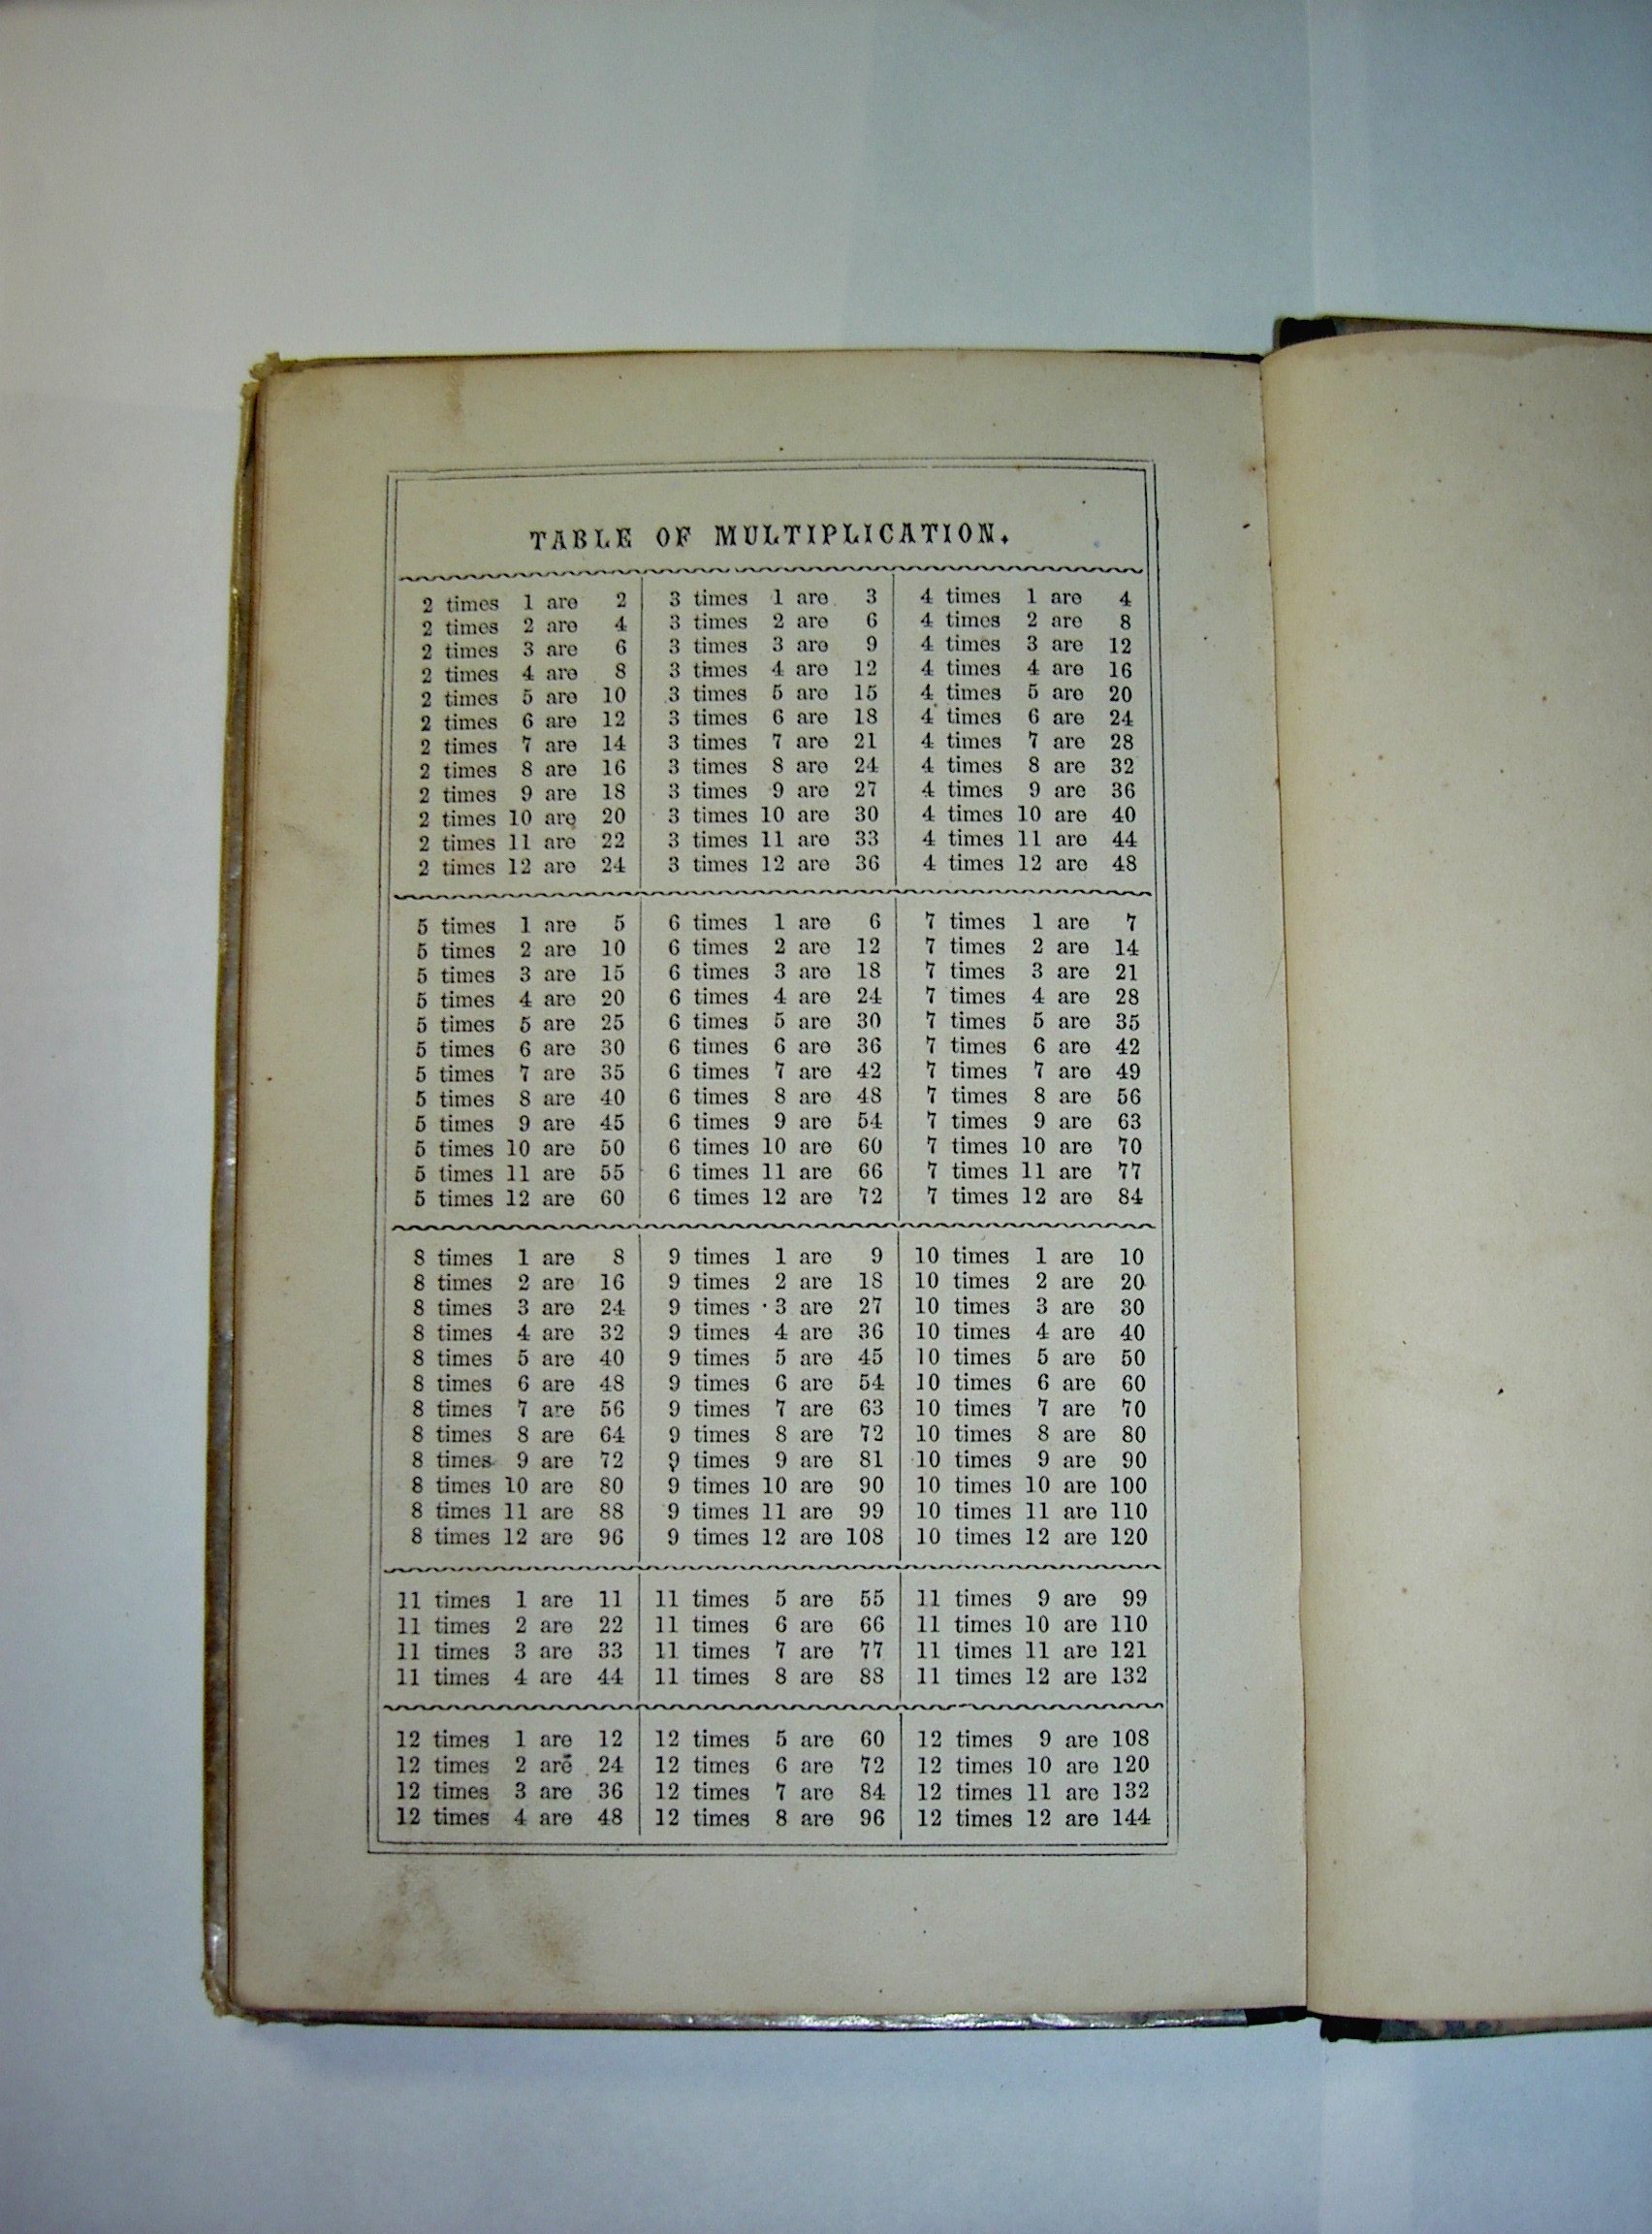 TABLE OF MULTIPLICATION.
2 times 1 are 2 3 times 1 are 3 4 times 1 are 4
2 times 2 are 4 3 times 2 are 6 4 times 2 are 8
2 times 3 are 6 3 times 3 are 9 4 times 3 are 12
2 times 4 are 8 3 times 4 are 12 4 times 4 are 16
2 times 5 are 10 3 times 5 are 15 4 times 5 are 20
2 times 6 are 12 3 times 6 are 18 4 times 6 are 24
2 times 7 are 14 3 times 7 are 21 4 times 7 are 28
2 times 8 are 16 3 times 8 are 24 4 times 8 are 32
2 times 9 are 18 3 times 9 are 27 4 times 9 are 36
2 times 10 are 20 3 times 10 are 30 4 times 10 are 40
2 times 11 are 22 3 times 11 are 33 4 times 11 are 44
2 times 12 are 24 3 times 12 are 36 4 times 12 are 48
5 times 1 are 5 6 times 1 are 6 7 times 1 are 7
5 times 2 are 10 6 times 2 are 12 7 times 2 are 14
5 times 3 are 15 6 times 3 are 18 7 times 3 are 21
5 times 4 are 20 6 times 4 are 24 7 times 4 are 28
5 times 5 are 25 6 times 5 are 30 7 times 5 are 35
5 times 6 are 30 6 times 6 are 36 7 times 6 are 42
5 times 7 are 35 6 times 7 are 42 7 times 7 are 49
5 times 8 are 40 6 times 8 are 48 7 times 8 are 56
5 times 9 are 45 6 times 9 are 54 7 times 9 are 63
5 times 10 are 50 6 times 10 are 60 7 times 10 are 70
5 times 11 are 55 6 times 11 are 66 7 times 11 are 77
5 times 12 are 60 6 times 12 are 72 7 times 12 are 84
8 times 1 are 8 9 times 1 are 9 10 times 1 are 10
8 times 2 are 16 9 times 2 are 18 10 times 2 are 20
8 times 3 are 24 9 times 3 are 27 10 times 3 are 30
8 times 4 are 32 9 times 4 are 36 10 times 4 are 40
8 times 5 are 40 9 times 5 are 45 10 times 5 are 50
8 times 6 are 48 9 times 6 are 54 10 times 6 are 60
8 times 7 are 56 9 times 7 are 63 10 times 7 are 70
8 times 8 are 64 9 times 8 are 72 10 times 8 are 80
8 times 9 are 72 9 times 9 are 81 10 times 9 are 90
8 times 10 are 80 9 times 10 are 90 10 times 10 are 100
8 times 11 are 88 9 times 11 are 99 10 times 11 are 110
8 times 12 are 96 9 times 12 are 108 10 times 12 are 120
11 times 1 are 11 11 times 5 are 55 11 times 9 are 99
11 times 2 are 22 11 times 6 are 66 11 times 10 are 110
11 times 3 are 33 11 times 7 are 77 11 times 11 are 121
11 times 4 are 44 11 times 8 are 88 11 times 12 are 132
12 times 1 are 12 12 times 5 are 60 12 times 9 are 108
12 times 2 are 24 12 times 6 are 72 12 times 10 are 120
12 times 3 are 36 12 times 7 are 84 12 times 11 are 132
12 times 4 are 48 12 times 8 are 96 12 times 12 are 144